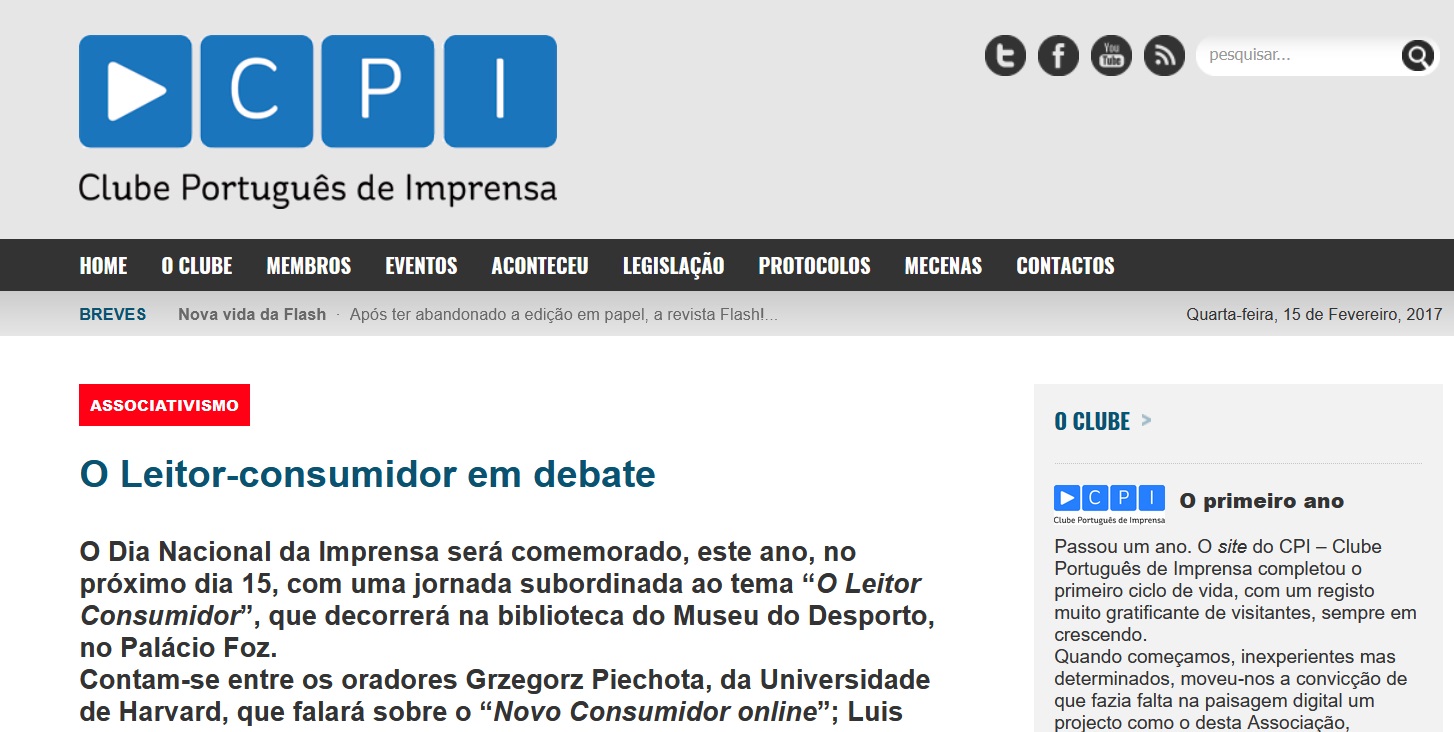 C P I
Clube Português de Imprensa
You
Tube
pesquisar...
HOME O CLUBE MEMBROS EVENTOS ACONTECEU LEGISLAÇÃO PROTOCOLOS MECENAS CONTACTOS
BREVES Nova vida da Flash · Após ter abandonado a edição em papel, a revista Flash!...
Quarta-feira, 15 de Fevereiro, 2017
ASSOCIATIVISMO
O Leitor-consumidor em debate
O Dia Nacional da Imprensa será comemorado, este ano, no
próximo dia 15, com uma jornada subordinada ao tema “O Leitor
Consumidor”, que decorrerá na biblioteca do Museu do Desporto,
no Palácio Foz.
Contam-se entre os oradores Grzegorz Piechota, da Universidade
de Harvard, que falará sobre o “Novo Consumidor online”; Luis
O CLUBE >
C P I
Clube Português de Imprensa
O primeiro ano
Passou um ano. O site do CPI – Clube
Português de Imprensa completou o
primeiro ciclo de vida, com um registo
muito gratificante de visitantes, sempre em
crescendo.
Quando começamos, inexperientes mas
determinados, moveu-nos a convicção de
que fazia falta na paisagem digital um
projecto como o desta Associação,